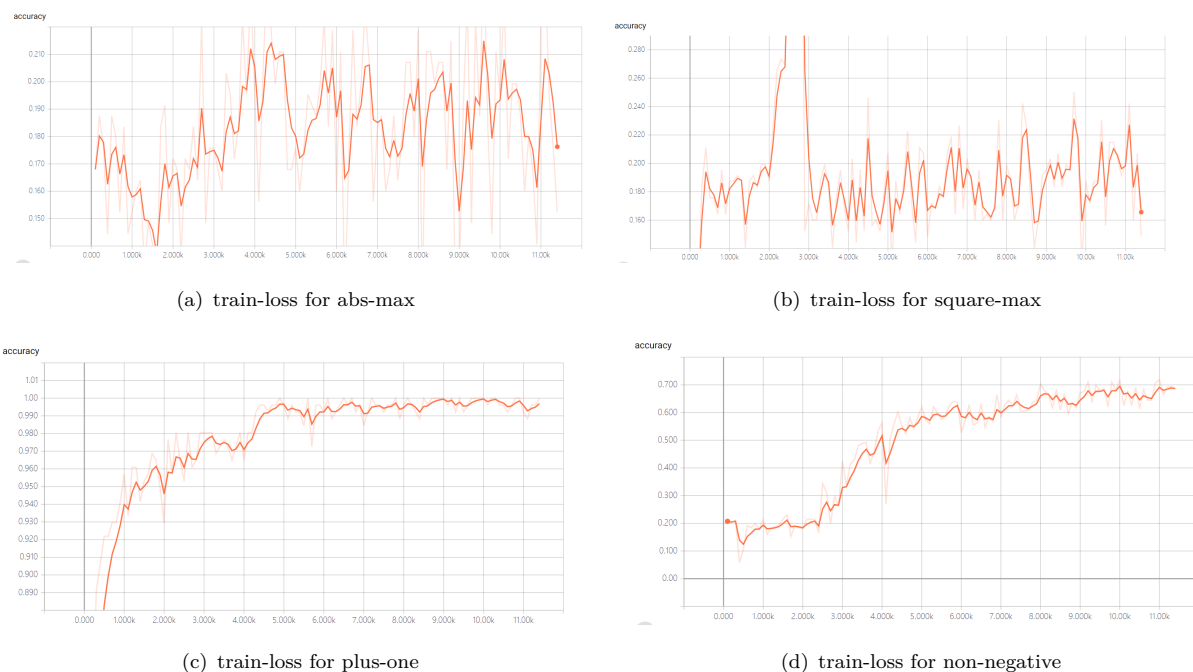 accuracy
0.210
0.200
0.190
0.180
0.170
0.160
0.150
0.000 1.000k 2.000k 3.000k 4.000k 5.000k 6.000k 7.000k 8.000k 9.000k 10.00k 11.00k
(a) train-loss for abs-max
accuracy
0.280
0.260
0.240
0.220
0.200
0.180
0.160
0.000 1.000k 2.000k 3.000k 4.000k 5.000k 6.000k 7.000k 8.000k 9.000k 10.00k 11.00k
(b) train-loss for square-max
accuracy
1.01
1.00
0.990
0.980
0.970
0.960
0.950
0.940
0.930
0.920
0.910
0.900
0.890
0.000 1.000k 2.000k 3.000k 4.000k 5.000k 6.000k 7.000k 8.000k 9.000k 10.00k 11.00k
(c) train-loss for plus-one
accuracy
0.700
0.600
0.500
0.400
0.300
0.200
0.100
0.00
0.000 1.000k 2.000k 3.000k 4.000k 5.000k 6.000k 7.000k 8.000k 9.000k 10.00k 11.00k
(d) train-loss for non-negative